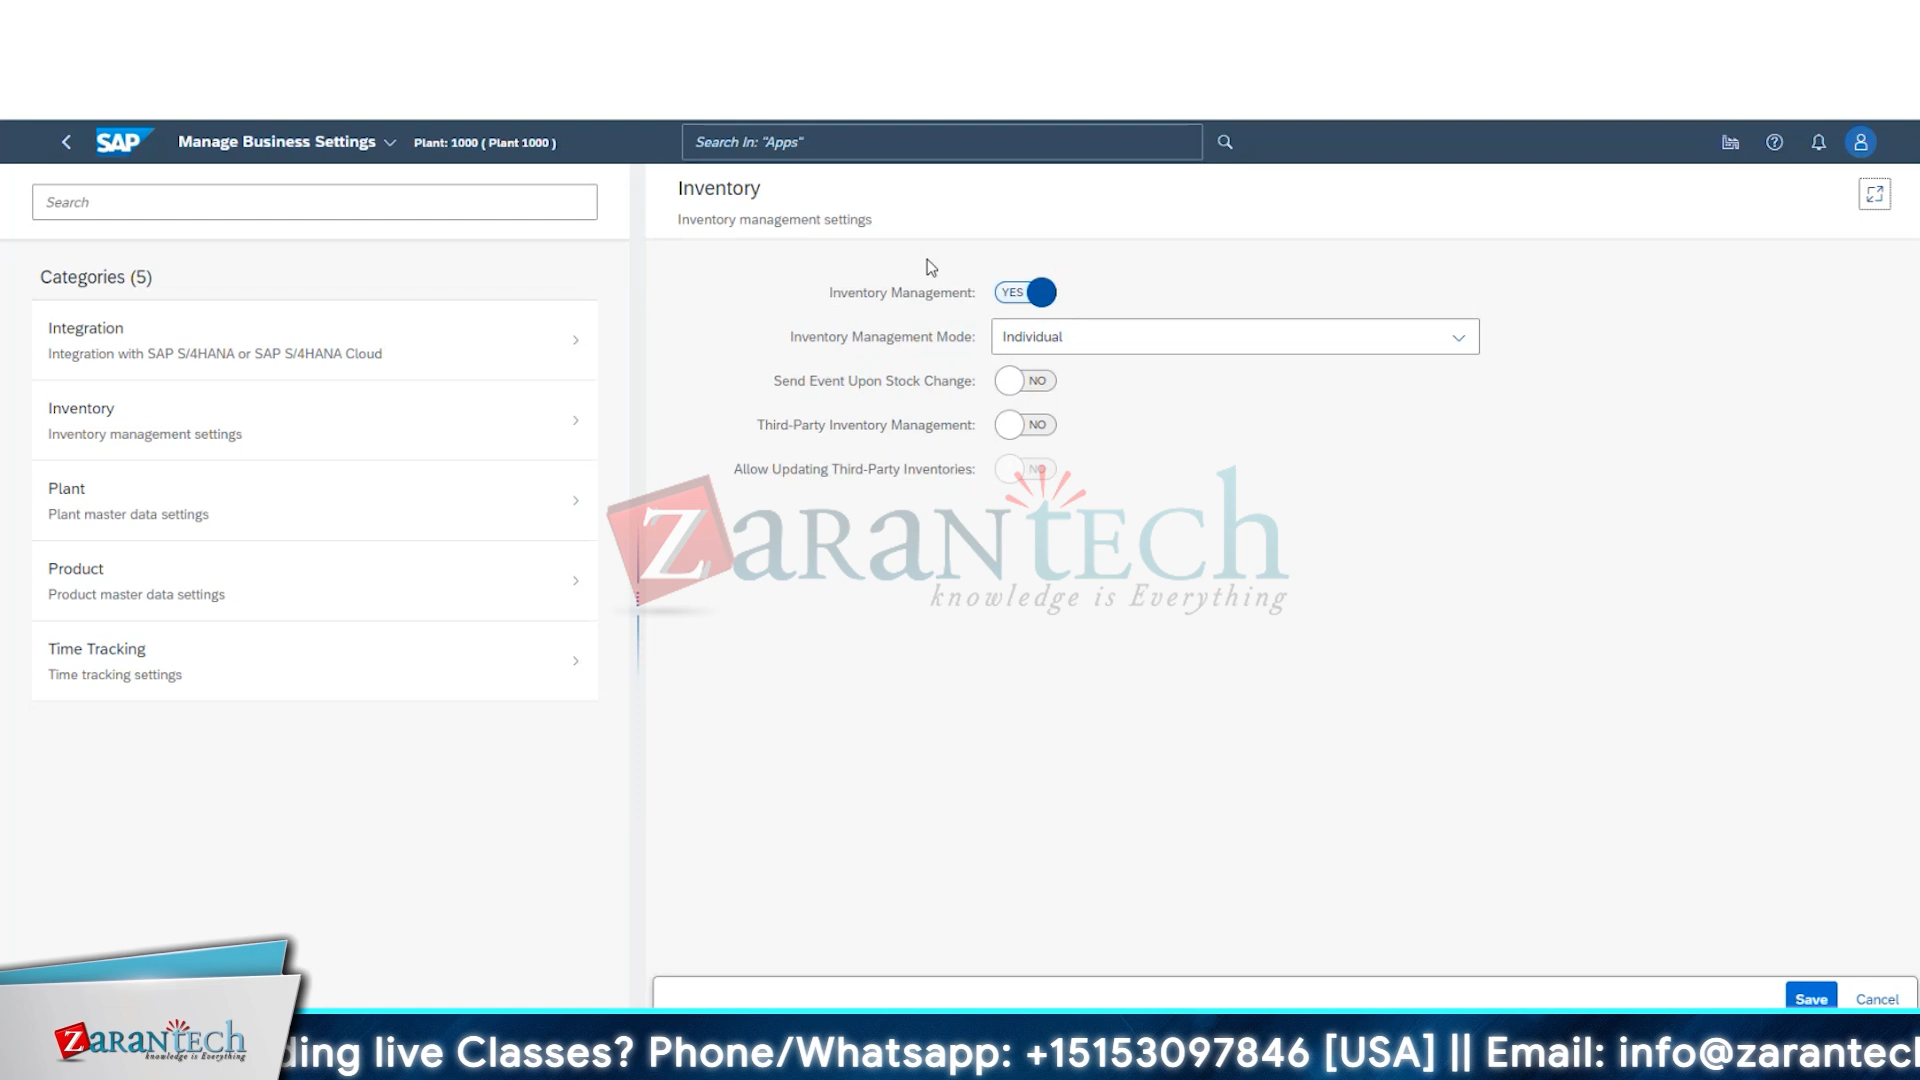 SAP Manage Business Settings Plant: 1000 ( Plant 1000 ) Search In: "Apps"
Search
Categories (5)
Integration
Integration with SAP S/4HANA or SAP S/4HANA Cloud
Inventory
Inventory management settings
Plant
Plant master data settings
Product
Product master data settings
Time Tracking
Time tracking settings
Inventory
Inventory management settings
Inventory Management: YES
Inventory Management Mode: Individual
Send Event Upon Stock Change: NO
Third-Party Inventory Management: NO
Allow Updating Third-Party Inventories: NO
ZARANTECH
knowledge is Everything
Save Cancel
ZARANTECH
knowledge is Everything
ding live Classes? Phone/Whatsapp: +15153097846 [USA] || Email: info@zarantech